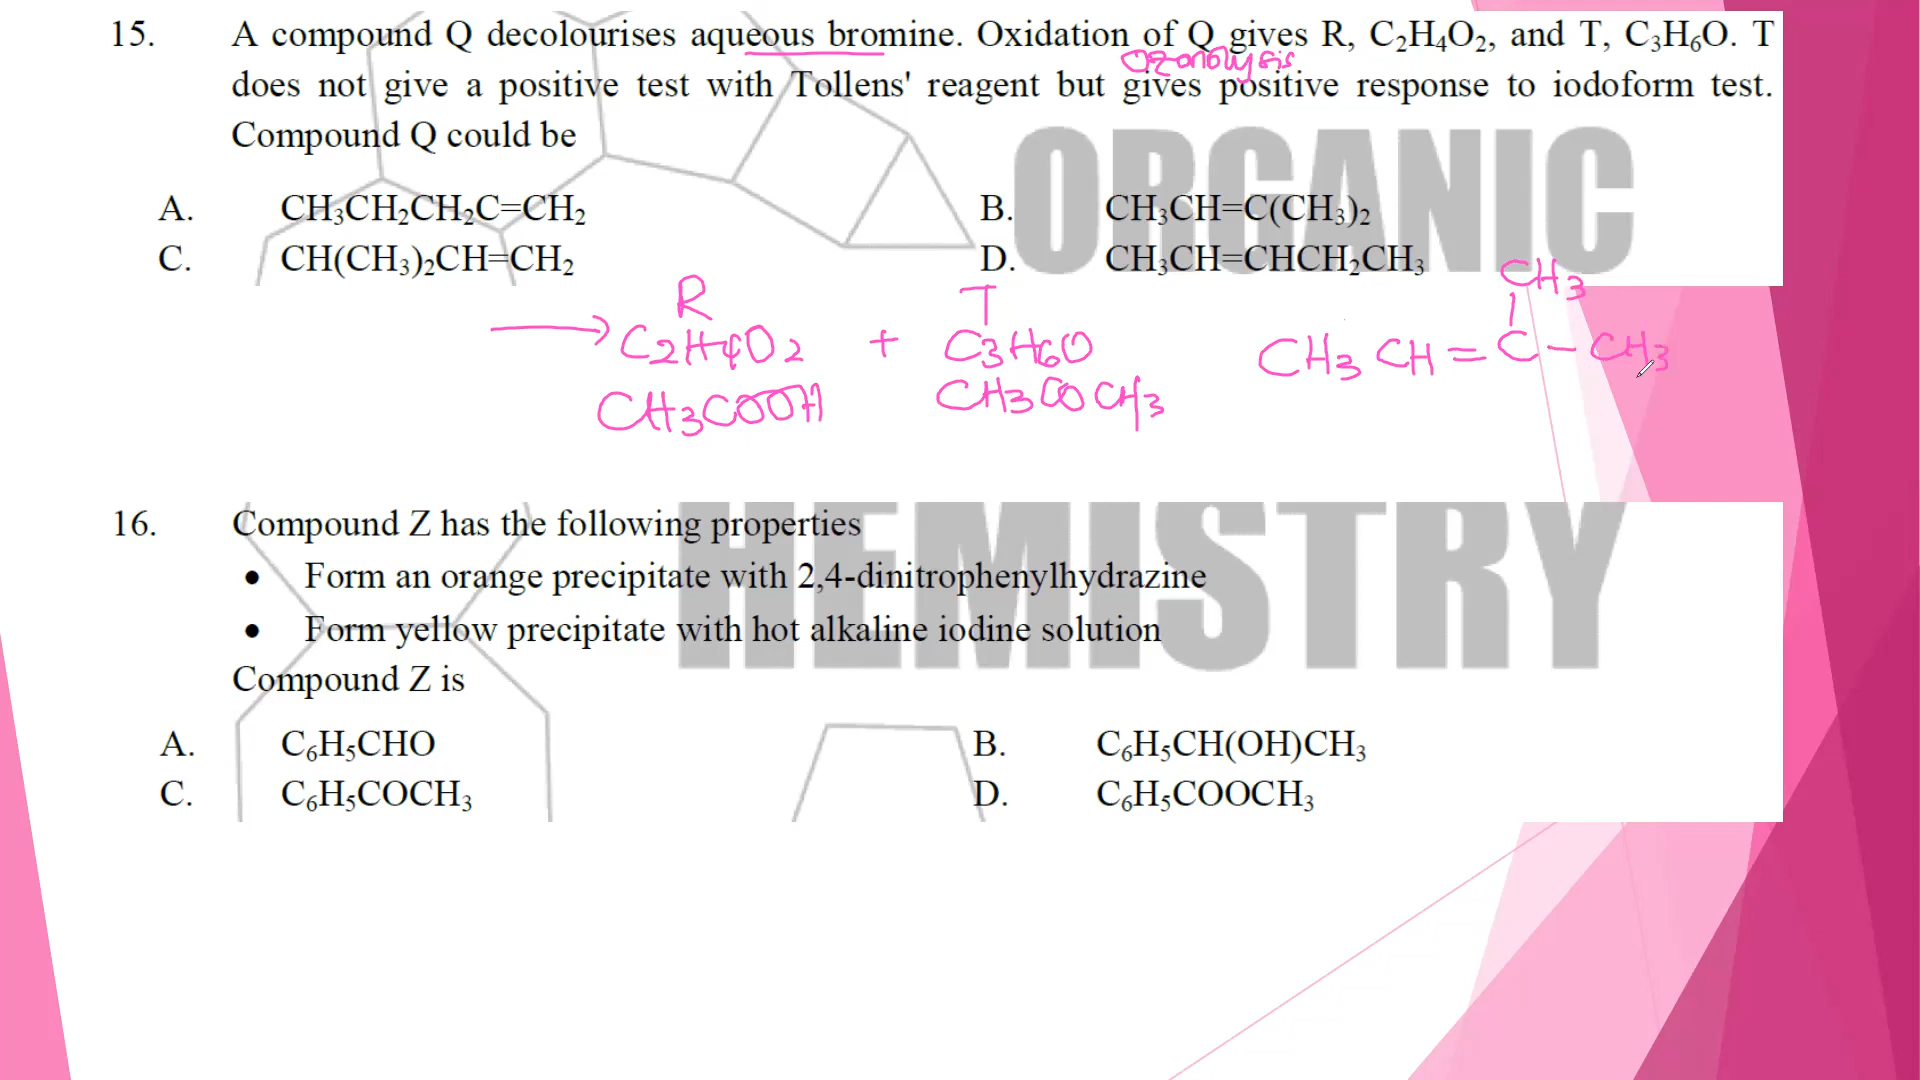 15. A compound Q decolourises aqueous bromine. Oxidation of Q gives R, C₂H₄O₂, and T, C₃H₆O. T
ozonolysis
does not give a positive test with Tollens' reagent but gives positive response to iodoform test.
Compound Q could be
ORGANIC
A. CH₃CH₂CH₂C=CH₂ B. CH₃CH=C(CH₃)₂
C. CH(CH₃)₂CH=CH₂ D. CH₃CH=CHCH₂CH₃
R T CH3
→ C2H4O2 + C3H6O CH3CH=C-CH3
CH3COOH CH3COCH3
HEMISTRY
16. Compound Z has the following properties
• Form an orange precipitate with 2,4-dinitrophenylhydrazine
• Form yellow precipitate with hot alkaline iodine solution
Compound Z is
A. C₆H₅CHO B. C₆H₅CH(OH)CH₃
C. C₆H₅COCH₃ D. C₆H₅COOCH₃